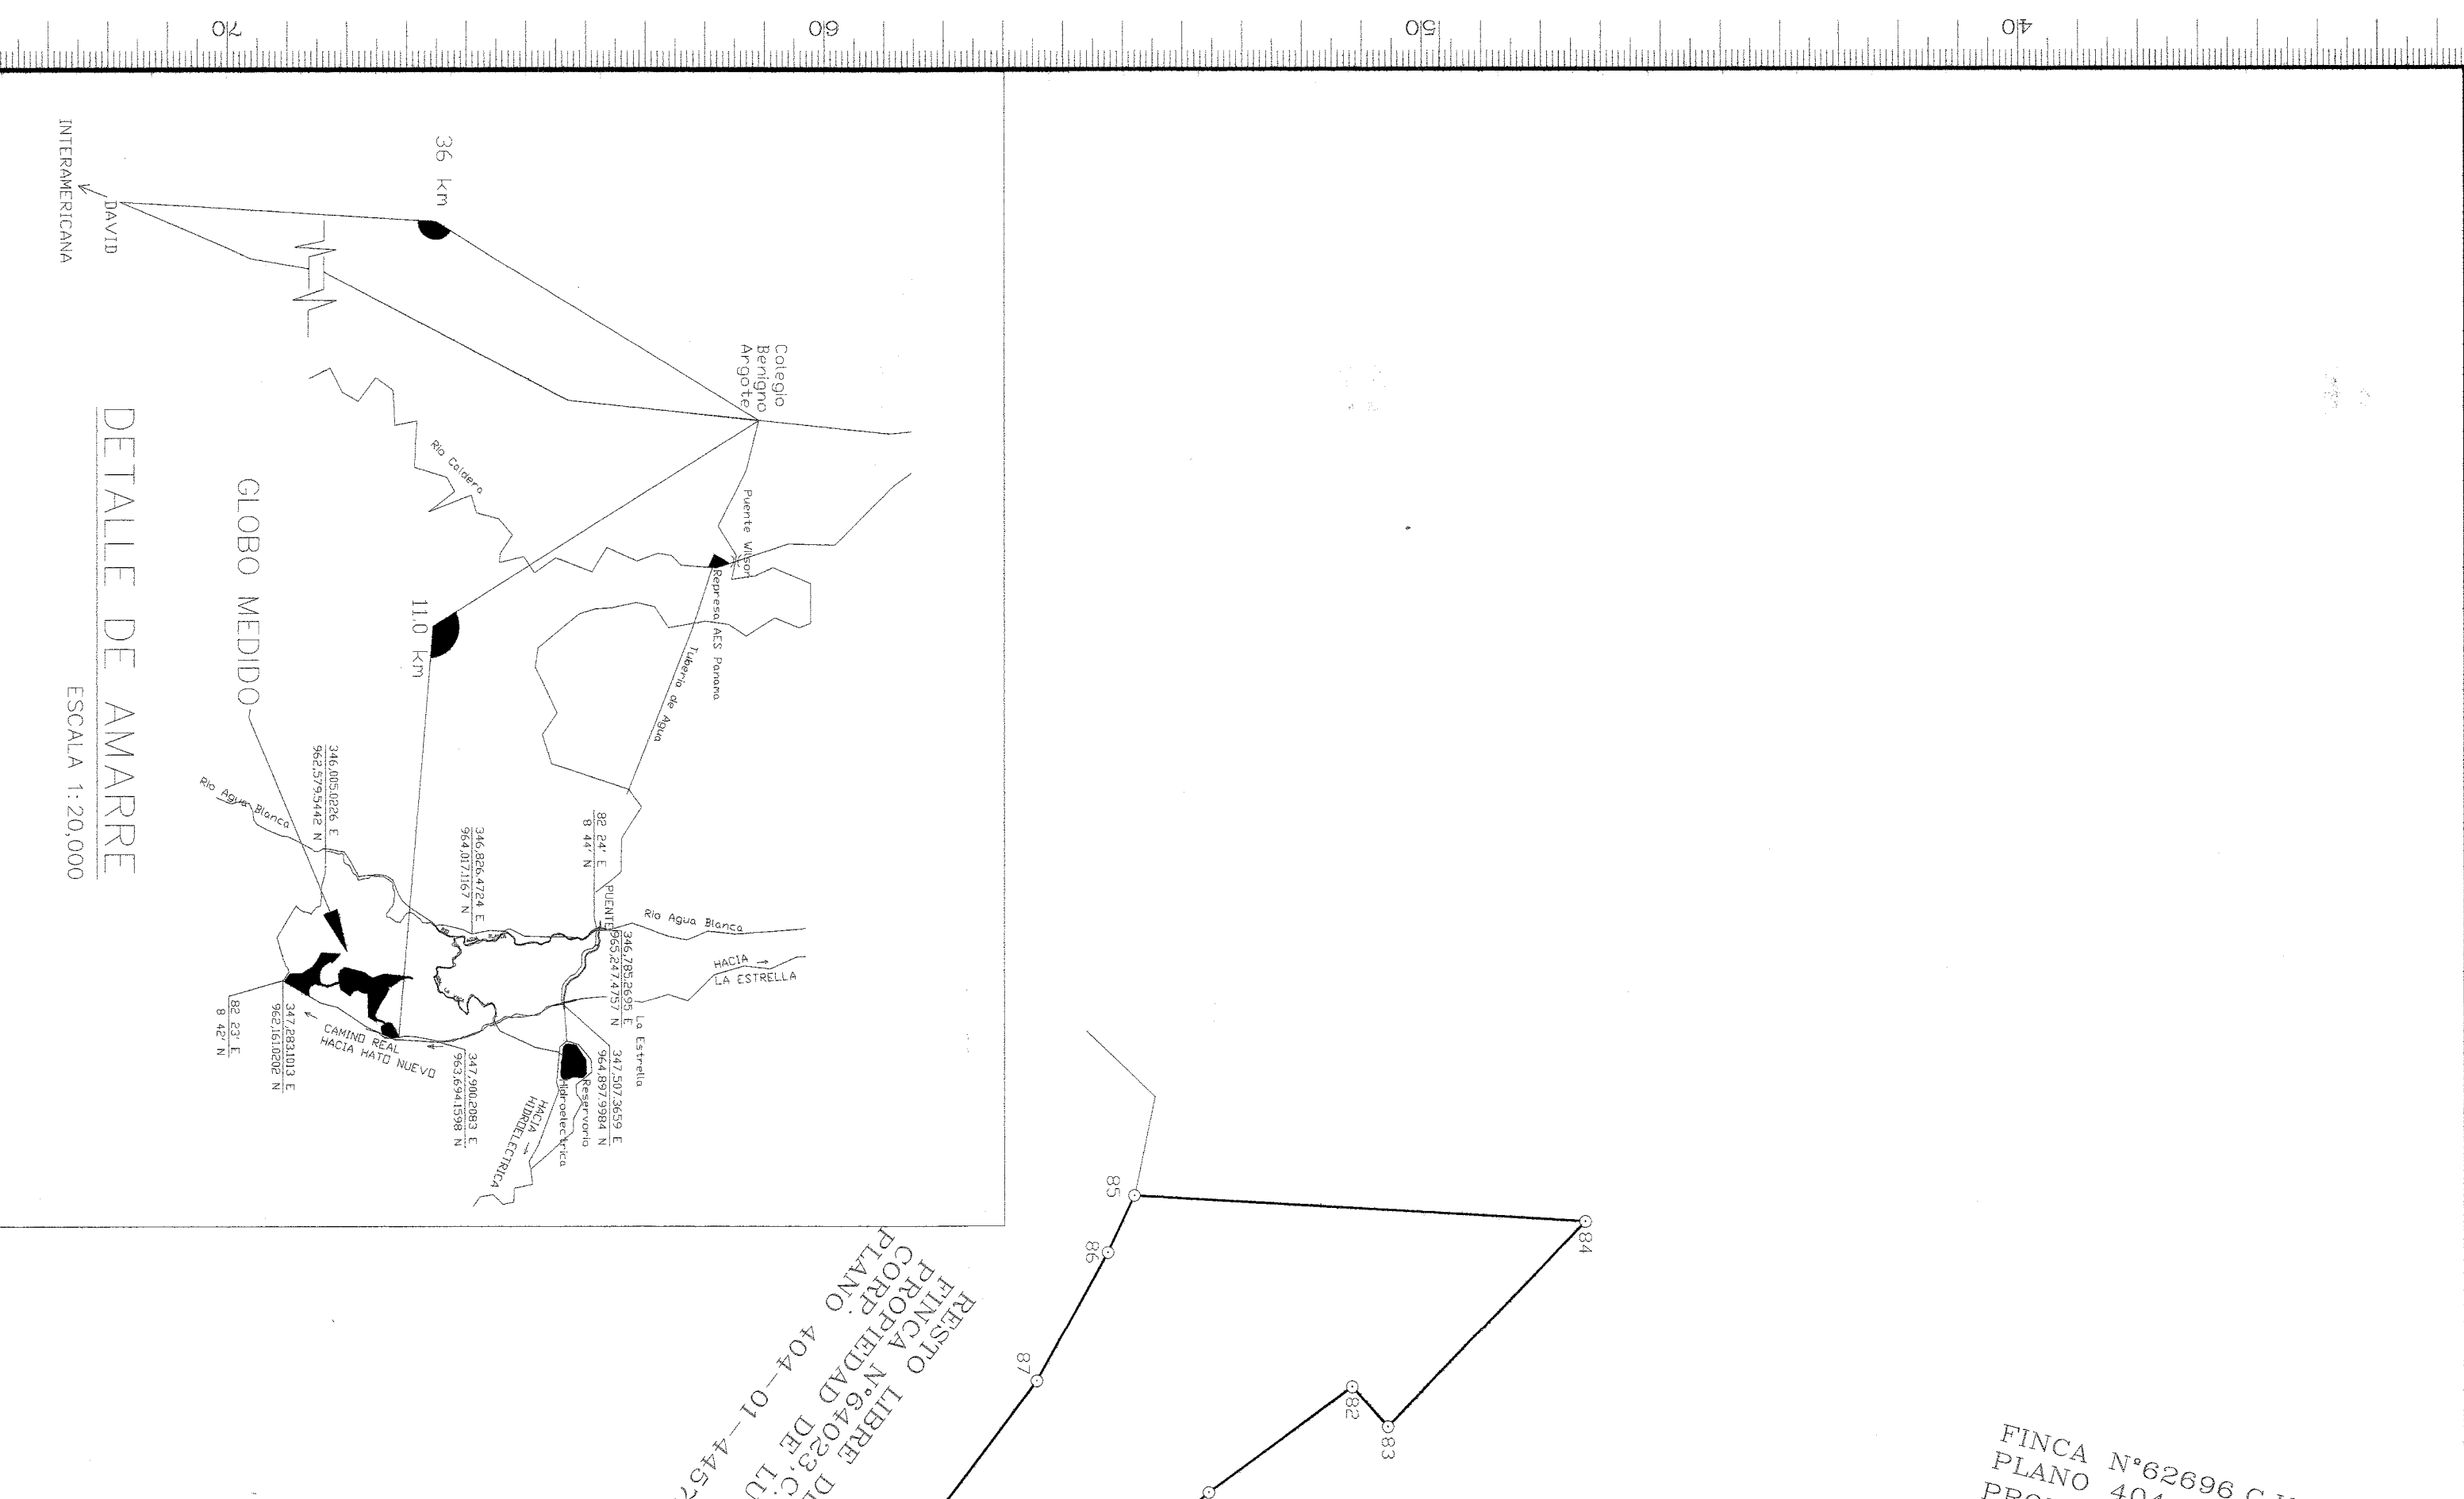 70
60
50
40
INTERAMERICANA
DAVID
36 km
Colegio
Benigno
Argote
Puente Wilson
Represa AES Panama
Tuberia de Agua
Rio Caldera
11.0 km
GLOBO MEDIDO
DETALLE DE AMARRE
ESCALA 1: 20,000
Rio Agua Blanca
346,005.0226 E
962,579.5442 N
346,826.4724 E
964,017.1167 N
82 24' E
8 44' N
PUENTE
346,785.2695 E
965,247.4757 N
Rio Agua Blanca
HACIA →
LA ESTRELLA
La Estrella
347,507.3659 E
964,897.9984 N
Reservorio
Hidroelectrica
HACIA →
HIDROELECTRICA
347,900.2083 E
963,694.1598 N
CAMINO REAL
HACIA HATO NUEVO
347,283.1013 E
962,161.0202 N
82 23' E
8 42' N
85
86
87
84
82
83
RESTO LIBRE DE
FINCA N°64023, C
PROPIEDAD DE LU
CORP.
PLANO 404-01-4457
FINCA N°62696 C
PLANO 404